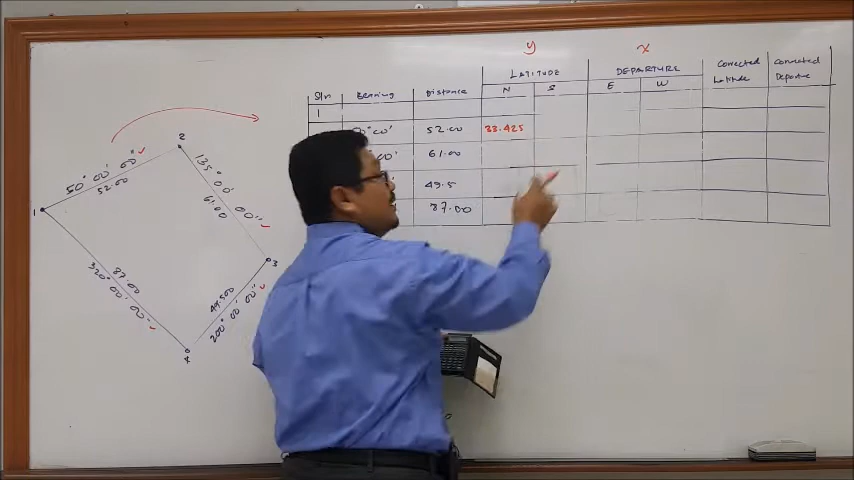 y x
LATITUDE DEPARTURE Corrected Corrected
Stn Bearing Distance N S E W Latitude Departure
1
00' 52.00 33.425
00' 61.00
49.5
87.00
2
50° 00' 00"
52.00
135° 00' 00"
61.00
1
3
87.00
320° 00' 00"
49.500
200° 00' 00"
4